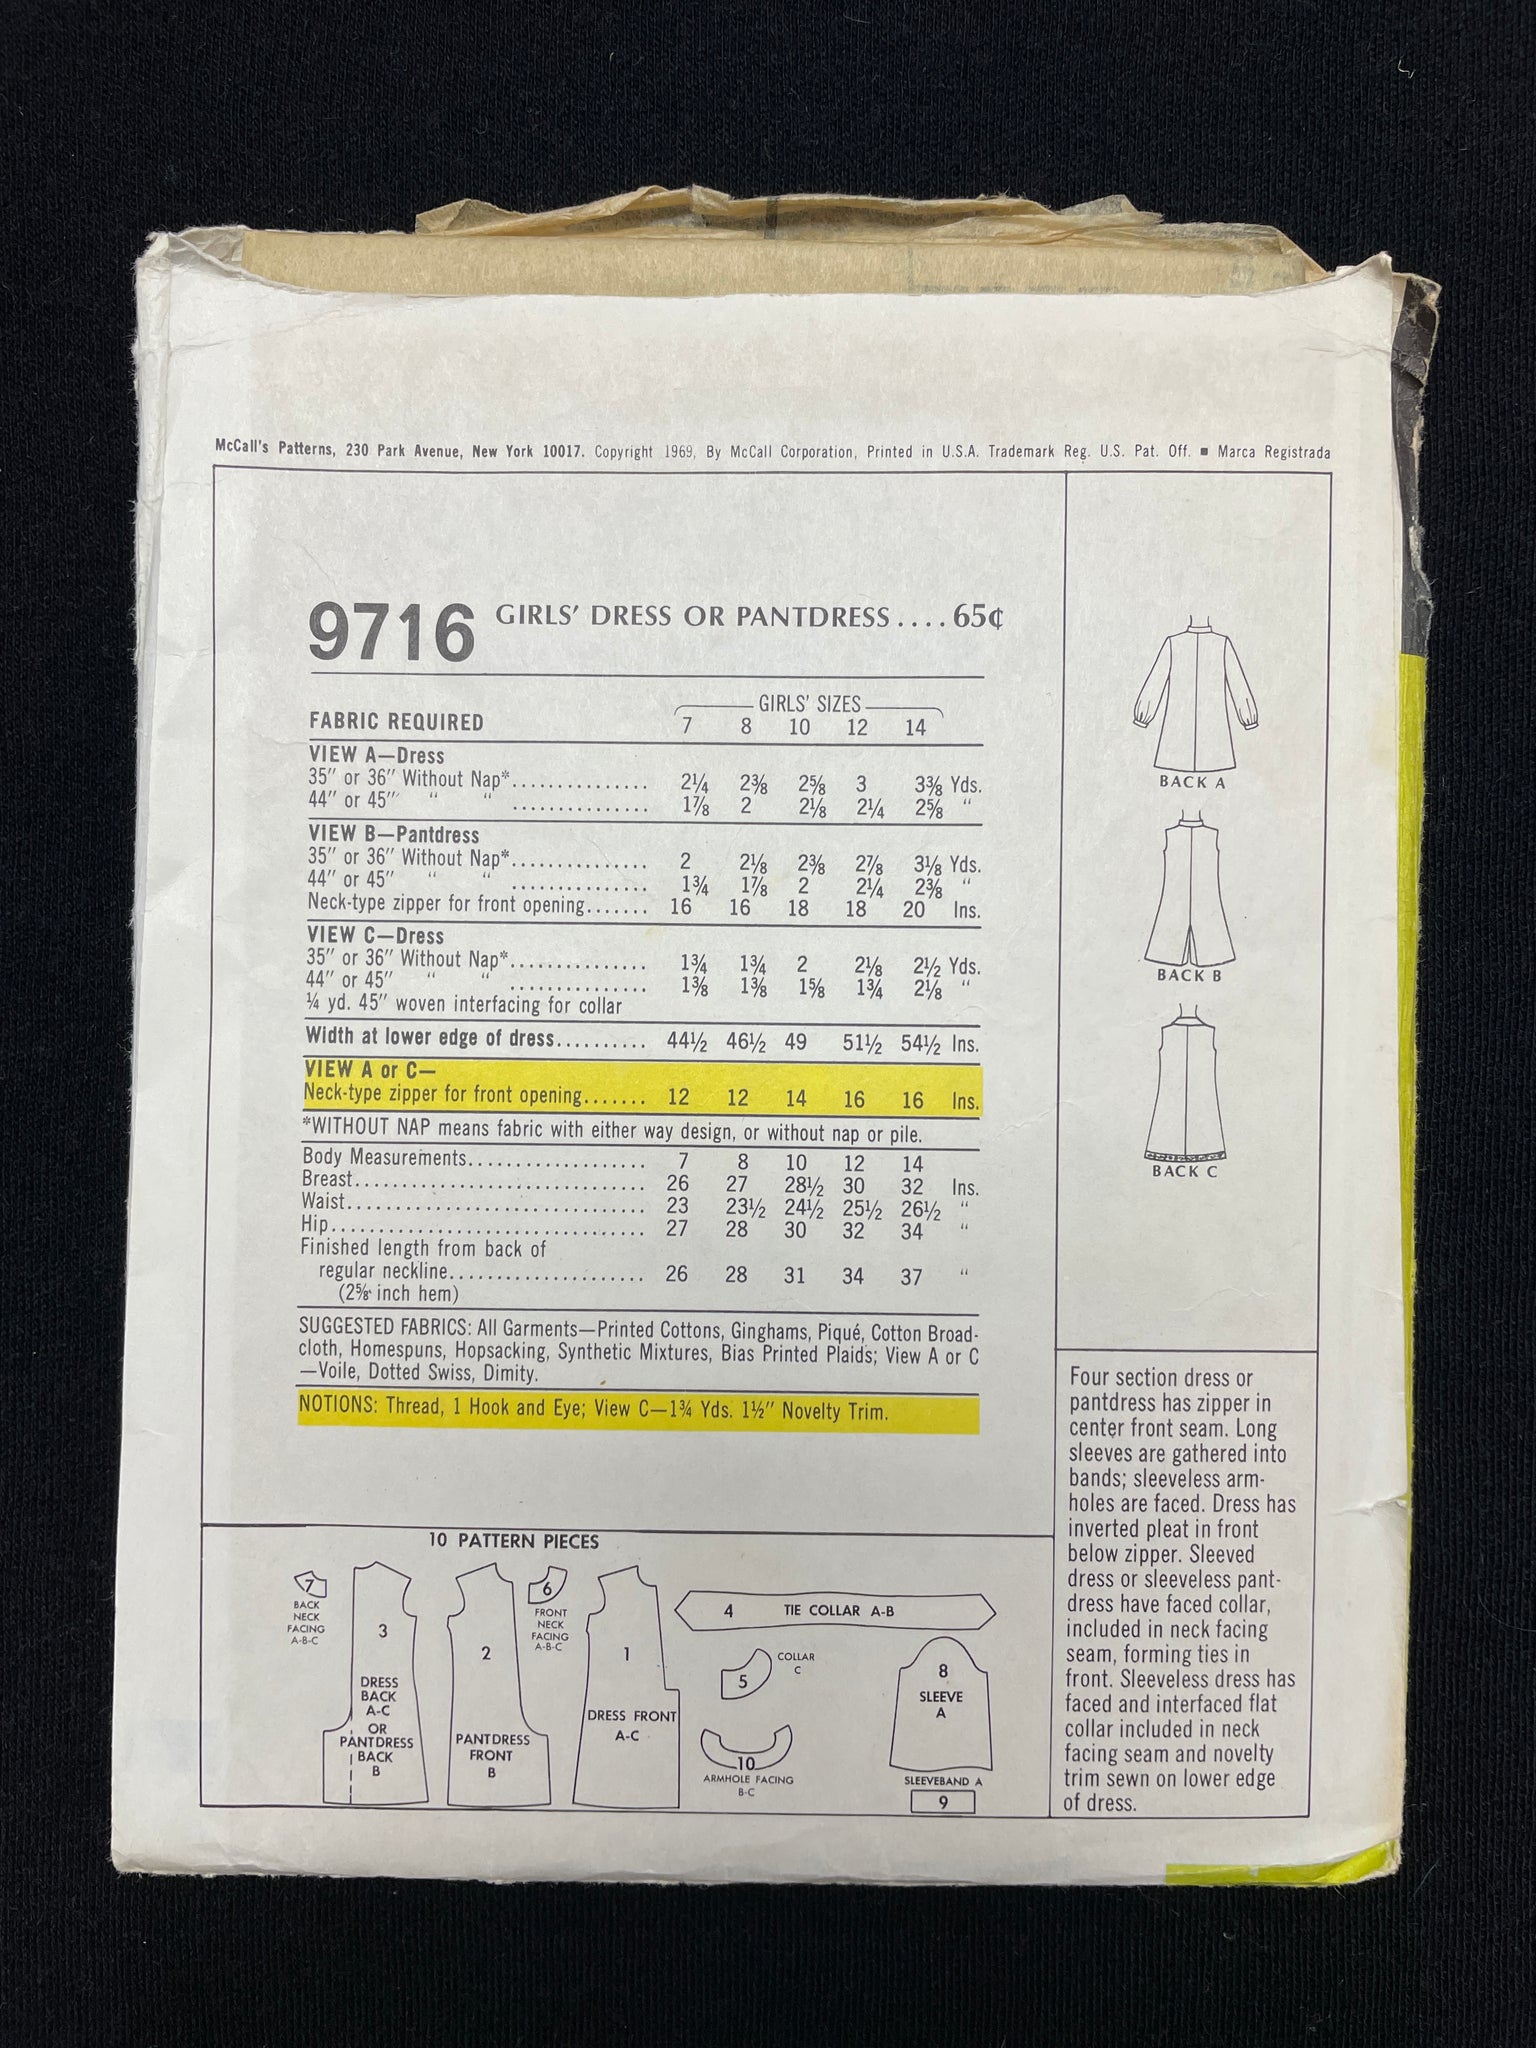 McCall's Patterns, 230 Park Avenue, New York 10017. Copyright 1969, By McCall Corporation, Printed in U.S.A. Trademark Reg. U.S. Pat. Off. ■ Marca Registrada
9716 GIRLS' DRESS OR PANTDRESS .... 65¢
GIRLS' SIZES
FABRIC REQUIRED 7 8 10 12 14
VIEW A—Dress
35" or 36" Without Nap*............... 2¼ 2⅜ 2⅝ 3 3⅜ Yds.
44" or 45" " " ............... 1⅞ 2 2⅛ 2¼ 2⅝ "
VIEW B—Pantdress
35" or 36" Without Nap*............... 2 2⅛ 2⅜ 2⅞ 3⅛ Yds.
44" or 45" " " ............... 1¾ 1⅞ 2 2¼ 2⅜ "
Neck-type zipper for front opening....... 16 16 18 18 20 Ins.
VIEW C—Dress
35" or 36" Without Nap*............... 1¾ 1¾ 2 2⅛ 2½ Yds.
44" or 45" " " ............... 1⅜ 1⅜ 1⅝ 1¾ 2⅛ "
¼ yd. 45" woven interfacing for collar
Width at lower edge of dress.......... 44½ 46½ 49 51½ 54½ Ins.
VIEW A or C—
Neck-type zipper for front opening....... 12 12 14 16 16 Ins.
*WITHOUT NAP means fabric with either way design, or without nap or pile.
Body Measurements.................... 7 8 10 12 14
Breast................................ 26 27 28½ 30 32 Ins.
Waist................................. 23 23½ 24½ 25½ 26½ "
Hip................................... 27 28 30 32 34 "
Finished length from back of
regular neckline...................... 26 28 31 34 37 "
(2⅝ inch hem)
SUGGESTED FABRICS: All Garments—Printed Cottons, Ginghams, Piqué, Cotton Broad-
cloth, Homespuns, Hopsacking, Synthetic Mixtures, Bias Printed Plaids; View A or C
—Voile, Dotted Swiss, Dimity.
NOTIONS: Thread, 1 Hook and Eye; View C—1¾ Yds. 1½" Novelty Trim.
BACK A
BACK B
BACK C
Four section dress or
pantdress has zipper in
center front seam. Long
sleeves are gathered into
bands; sleeveless arm-
holes are faced. Dress has
inverted pleat in front
below zipper. Sleeved
dress or sleeveless pant-
dress have faced collar,
included in neck facing
seam, forming ties in
front. Sleeveless dress has
faced and interfaced flat
collar included in neck
facing seam and novelty
trim sewn on lower edge
of dress.
10 PATTERN PIECES
7
BACK
NECK
FACING
A-B-C
3
DRESS
BACK
A-C
OR
PANTDRESS
BACK
B
2
PANTDRESS
FRONT
B
6
FRONT
NECK
FACING
A-B-C
1
DRESS FRONT
A-C
4 TIE COLLAR A-B
5
COLLAR
C
10
ARMHOLE FACING
B-C
8
SLEEVE
A
SLEEVEBAND A
9